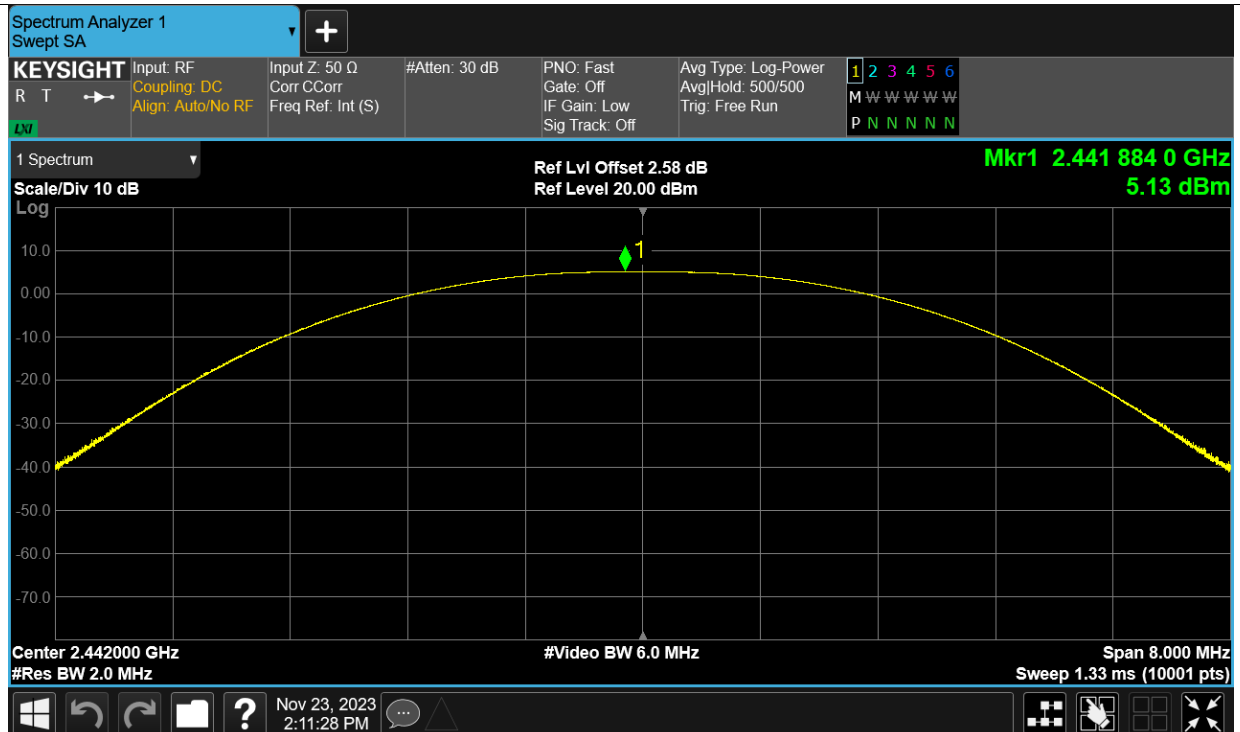 Spectrum Analyzer 1
Swept SA
+
KEYSIGHT
R T
LXI
Input: RF
Coupling: DC
Align: Auto/No RF
Input Z: 50 Ω
Corr CCorr
Freq Ref: Int (S)
#Atten: 30 dB
PNO: Fast
Gate: Off
IF Gain: Low
Sig Track: Off
Avg Type: Log-Power
Avg|Hold: 500/500
Trig: Free Run
1 2 3 4 5 6
M W W W W W
P N N N N N
1 Spectrum
Scale/Div 10 dB
Log
Ref Lvl Offset 2.58 dB
Ref Level 20.00 dBm
Mkr1 2.441 884 0 GHz
5.13 dBm
1
10.0
0.00
-10.0
-20.0
-30.0
-40.0
-50.0
-60.0
-70.0
Center 2.442000 GHz
#Res BW 2.0 MHz
#Video BW 6.0 MHz
Span 8.000 MHz
Sweep 1.33 ms (10001 pts)
?
Nov 23, 2023
2:11:28 PM